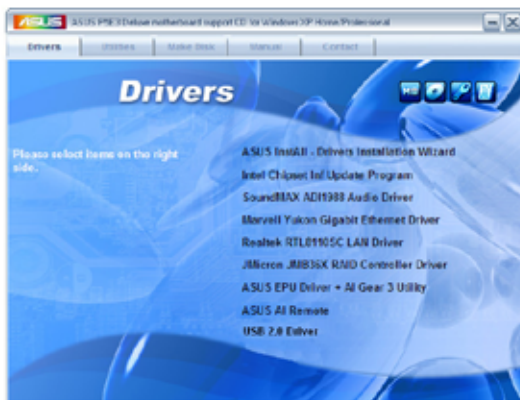 ASUS ASUS P5E3 Deluxe motherboard support CD for Windows XP Home/Professional
Drivers Utilities Make Disk Manual Contact
Drivers
Please select items on the right
side.
ASUS InstAll - Drivers Installation Wizard
Intel Chipset Inf Update Program
SoundMAX ADI1988 Audio Driver
Marvell Yukon Gigabit Ethernet Driver
Realtek RTL8110SC LAN Driver
JMicron JMB36X RAID Controller Driver
ASUS EPU Driver + AI Gear 3 Utility
ASUS AI Remote
USB 2.0 Driver